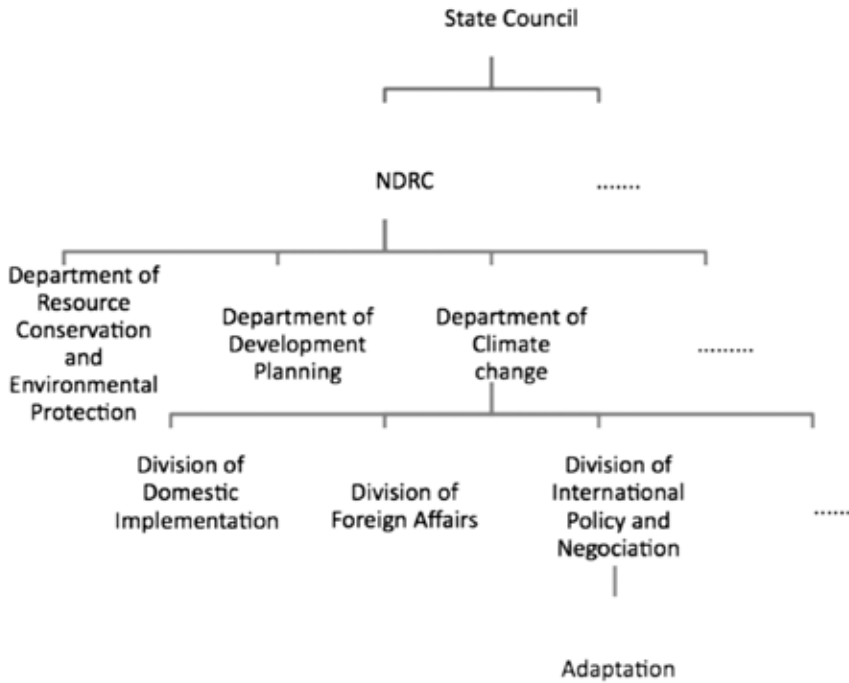 State Council
NDRC
.......
Department of
Resource
Conservation
and
Environmental
Protection
Department of
Development
Planning
Department of
Climate
change
.........
Division of
Domestic
Implementation
Division of
Foreign Affairs
Division of
International
Policy and
Negociation
......
Adaptation